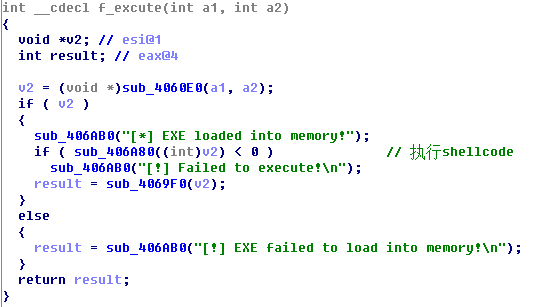 int __cdecl f_excute(int a1, int a2)
{
  void *v2; // esi@1
  int result; // eax@4

  v2 = (void *)sub_4060E0(a1, a2);
  if ( v2 )
  {
    sub_406AB0("[*] EXE loaded into memory!");
    if ( sub_406A80((int)v2) < 0 )              // 执行shellcode
      sub_406AB0("[!] Failed to execute!\n");
    result = sub_4069F0(v2);
  }
  else
  {
    result = sub_406AB0("[!] EXE failed to load into memory!\n");
  }
  return result;
}